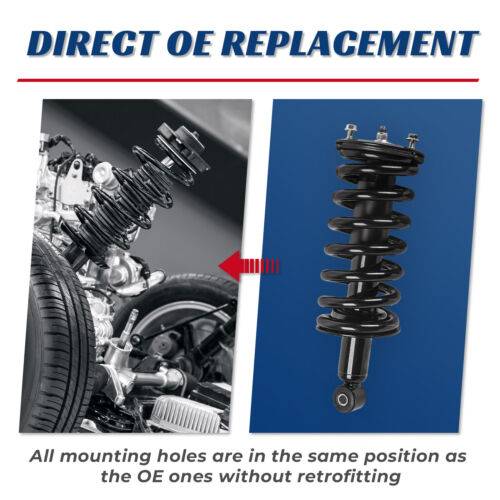 DIRECT OE REPLACEMENT
All mounting holes are in the same position as
the OE ones without retrofitting